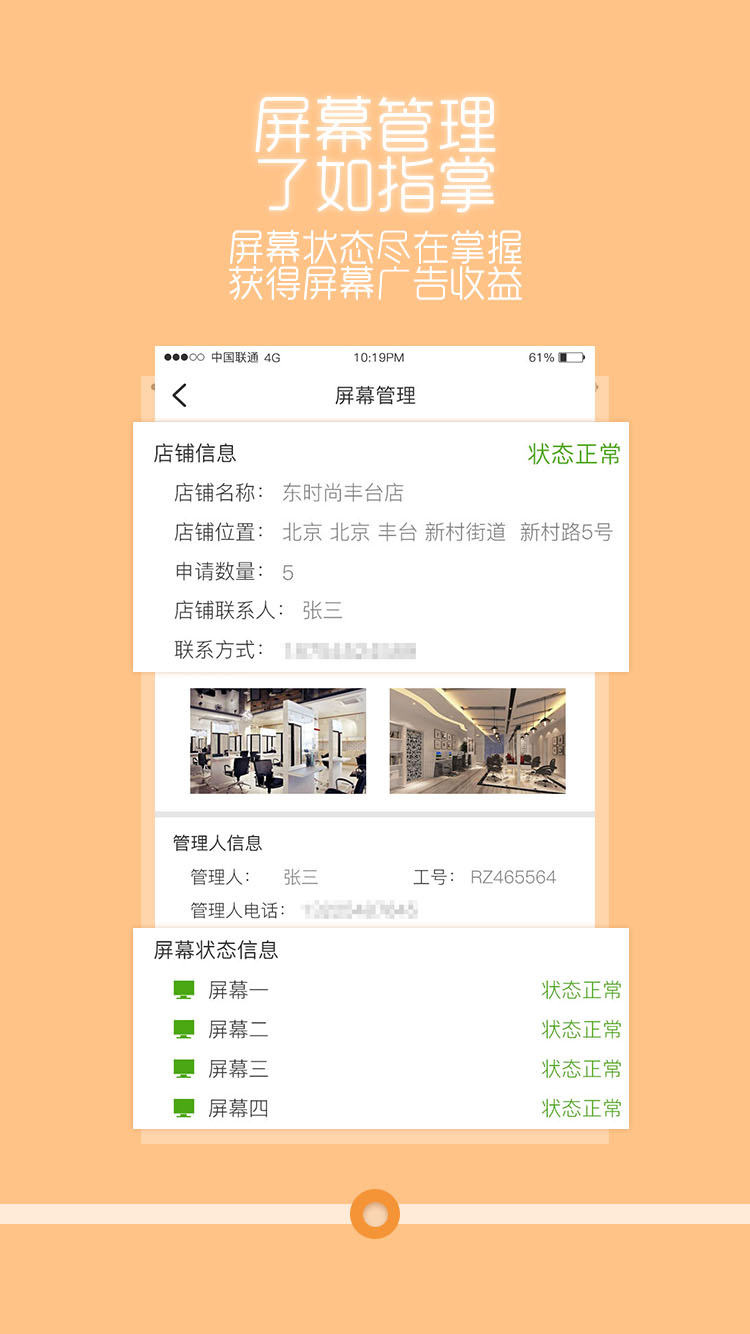 屏幕管理
了如指掌
屏幕状态尽在掌握
获得屏幕广告收益
中国联通 4G 10:19PM 61%
屏幕管理
店铺信息 状态正常
店铺名称： 东时尚丰台店
店铺位置： 北京 北京 丰台 新村街道 新村路5号
申请数量： 5
店铺联系人： 张三
联系方式：
管理人信息
管理人： 张三 工号： RZ465564
管理人电话：
屏幕状态信息
屏幕一 状态正常
屏幕二 状态正常
屏幕三 状态正常
屏幕四 状态正常